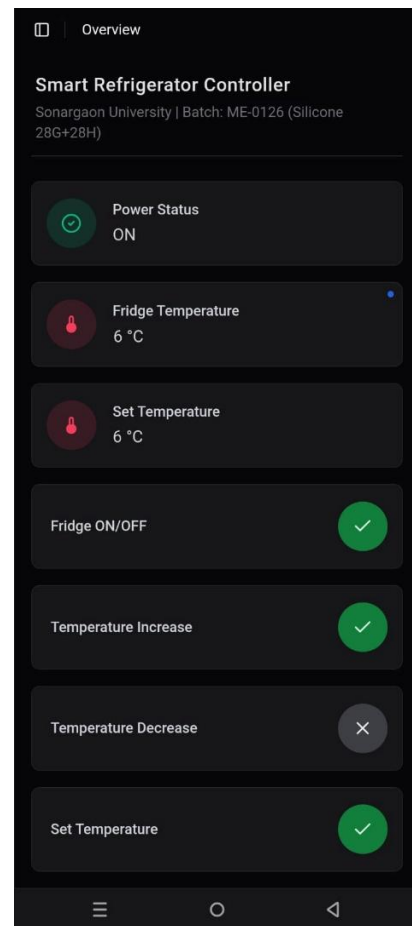 Overview
Smart Refrigerator Controller
Sonargaon University | Batch: ME-0126 (Silicone
28G+28H)
Power Status
ON
Fridge Temperature
6 °C
Set Temperature
6 °C
Fridge ON/OFF
Temperature Increase
Temperature Decrease
Set Temperature